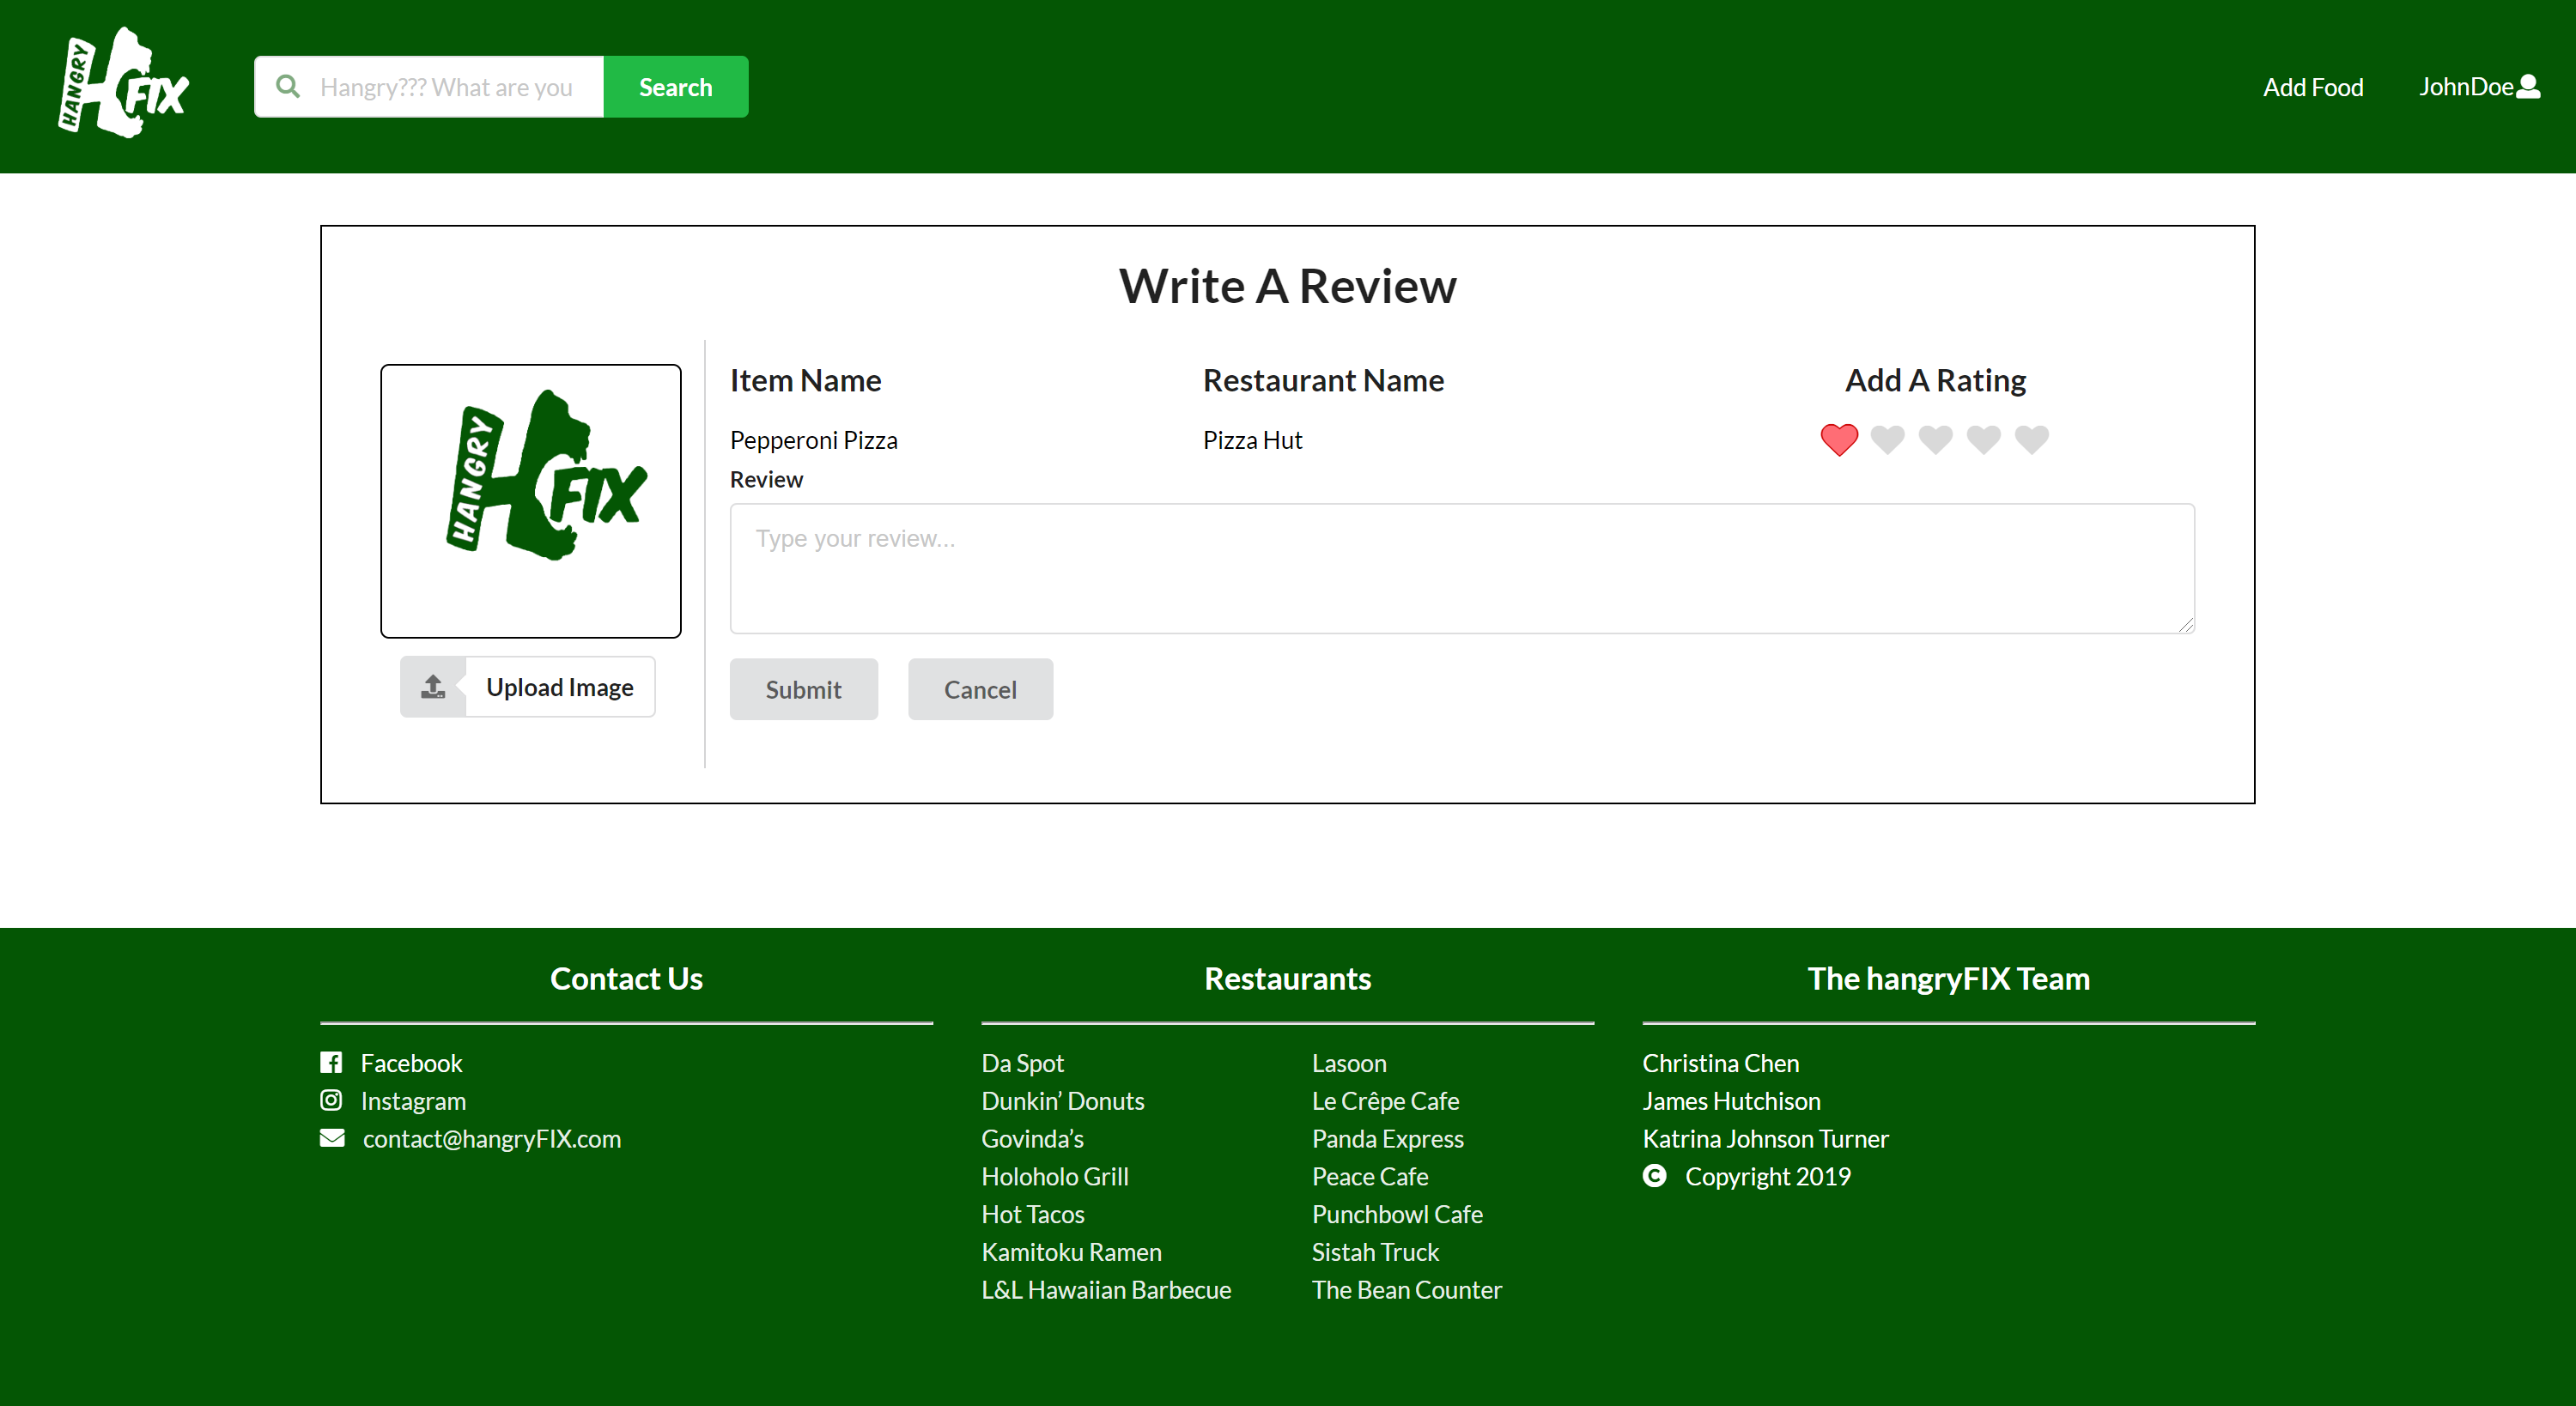 HANGRY FIX
Hangry??? What are you
Search
Add Food
JohnDoe
Write A Review
HANGRY FIX
Upload Image
Item Name
Restaurant Name
Add A Rating
Pepperoni Pizza
Pizza Hut
Review
Type your review...
Submit
Cancel
Contact Us
Facebook
Instagram
contact@hangryFIX.com
Restaurants
Da Spot
Dunkin’ Donuts
Govinda’s
Holoholo Grill
Hot Tacos
Kamitoku Ramen
L&L Hawaiian Barbecue
Lasoon
Le Crêpe Cafe
Panda Express
Peace Cafe
Punchbowl Cafe
Sistah Truck
The Bean Counter
The hangryFIX Team
Christina Chen
James Hutchison
Katrina Johnson Turner
Copyright 2019